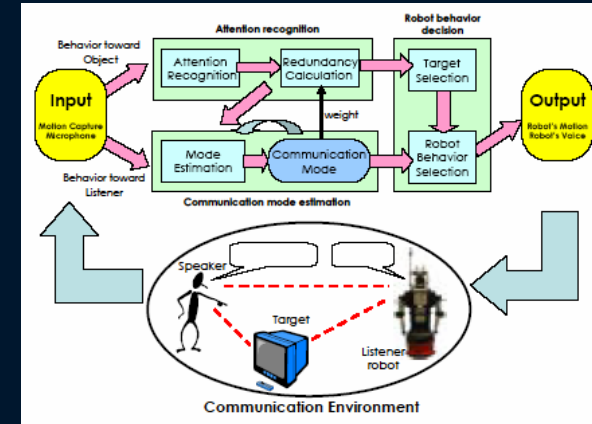 Attention recognition
Robot behavior
decision
Behavior toward
Object
Attention
Recognition
Redundancy
Calculation
Target
Selection
Input
Motion Capture
Microphone
Output
Robot's Motion
Robot's Voice
weight
Mode
Estimation
Communication
Mode
Robot
Behavior
Selection
Behavior toward
Listener
Communication mode estimation
Speaker
Target
Listener
robot
Communication Environment